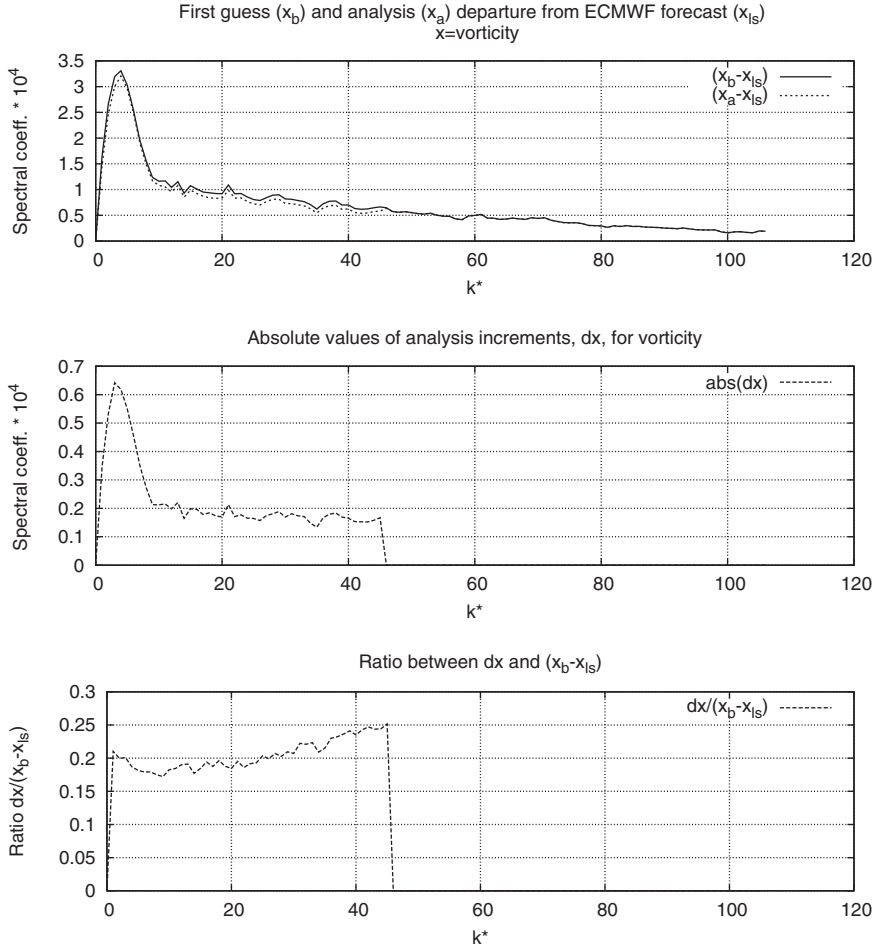 First guess (x_b) and analysis (x_a) departure from ECMWF forecast (x_ls)
x=vorticity
Spectral coeff. * 10^4
3.5
3
2.5
2
1.5
1
0.5
0
(x_b-x_ls)
(x_a-x_ls)
0 20 40 60 80 100 120
k*
Absolute values of analysis increments, dx, for vorticity
Spectral coeff. * 10^4
0.7
0.6
0.5
0.4
0.3
0.2
0.1
0
abs(dx)
0 20 40 60 80 100 120
k*
Ratio between dx and (x_b-x_ls)
Ratio dx/(x_b-x_ls)
0.3
0.25
0.2
0.15
0.1
0.05
0
dx/(x_b-x_ls)
0 20 40 60 80 100 120
k*